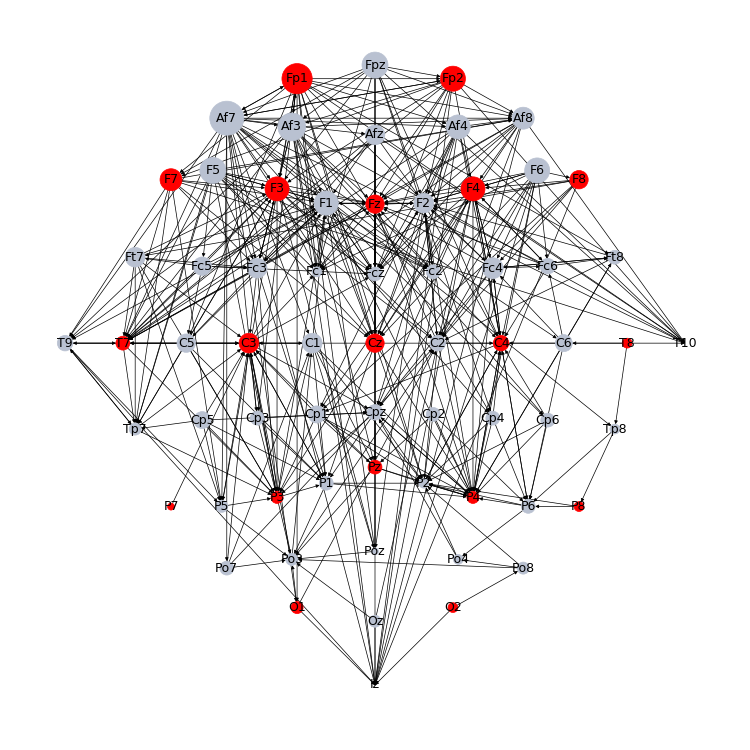 Fpz
Fp1 Fp2
Af7 Af3 Afz Af4 Af8
F7 F5 F3 F1 Fz F2 F4 F6 F8
Ft7 Fc5 Fc3 Fc1 Fcz Fc2 Fc4 Fc6 Ft8
T9 T7 C5 C3 C1 Cz C2 C4 C6 T8 T10
Tp7 Cp5 Cp3 Cp1 Cpz Cp2 Cp4 Cp6 Tp8
P7 P5 P3 P1 Pz P2 P4 P6 P8
Po7 Po3 Poz Po4 Po8
O1 Oz O2
Iz